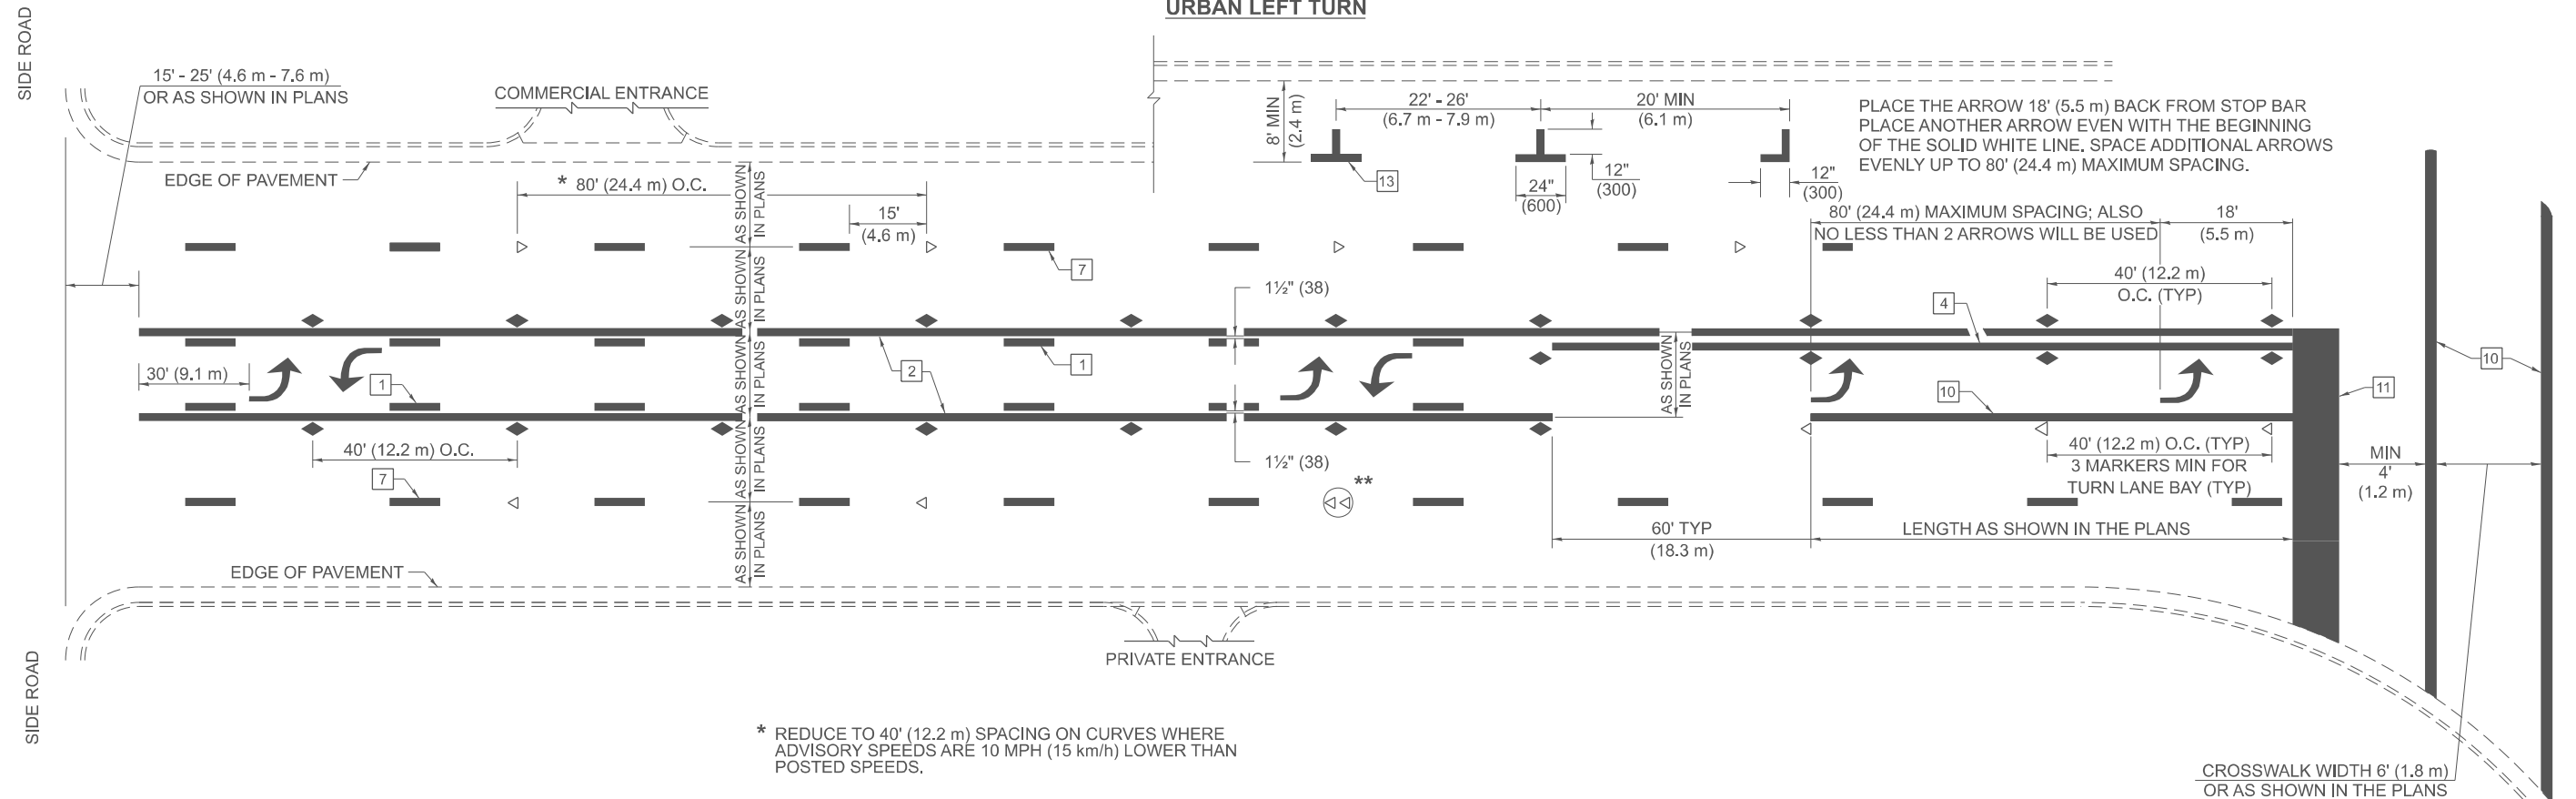 URBAN LEFT TURN
SIDE ROAD
15' - 25' (4.6 m - 7.6 m)
OR AS SHOWN IN PLANS
COMMERCIAL ENTRANCE
EDGE OF PAVEMENT
* 80' (24.4 m) O.C.
15'
(4.6 m)
AS SHOWN
IN PLANS
8' MIN
(2.4 m)
22' - 26'
(6.7 m - 7.9 m)
20' MIN
(6.1 m)
13
24"
(600)
12"
(300)
12"
(300)
PLACE THE ARROW 18' (5.5 m) BACK FROM STOP BAR
PLACE ANOTHER ARROW EVEN WITH THE BEGINNING
OF THE SOLID WHITE LINE. SPACE ADDITIONAL ARROWS
EVENLY UP TO 80' (24.4 m) MAXIMUM SPACING.
80' (24.4 m) MAXIMUM SPACING; ALSO
NO LESS THAN 2 ARROWS WILL BE USED
18'
(5.5 m)
7
AS SHOWN
IN PLANS
1½" (38)
40' (12.2 m)
O.C. (TYP)
4
10
30' (9.1 m)
1
2
1
AS SHOWN
IN PLANS
AS SHOWN
IN PLANS
10
11
40' (12.2 m) O.C.
7
AS SHOWN
IN PLANS
1½" (38)
**
40' (12.2 m) O.C. (TYP)
3 MARKERS MIN FOR
TURN LANE BAY (TYP)
MIN
4'
(1.2 m)
AS SHOWN
IN PLANS
60' TYP
(18.3 m)
LENGTH AS SHOWN IN THE PLANS
EDGE OF PAVEMENT
PRIVATE ENTRANCE
SIDE ROAD
* REDUCE TO 40' (12.2 m) SPACING ON CURVES WHERE
ADVISORY SPEEDS ARE 10 MPH (15 km/h) LOWER THAN
POSTED SPEEDS.
CROSSWALK WIDTH 6' (1.8 m)
OR AS SHOWN IN THE PLANS